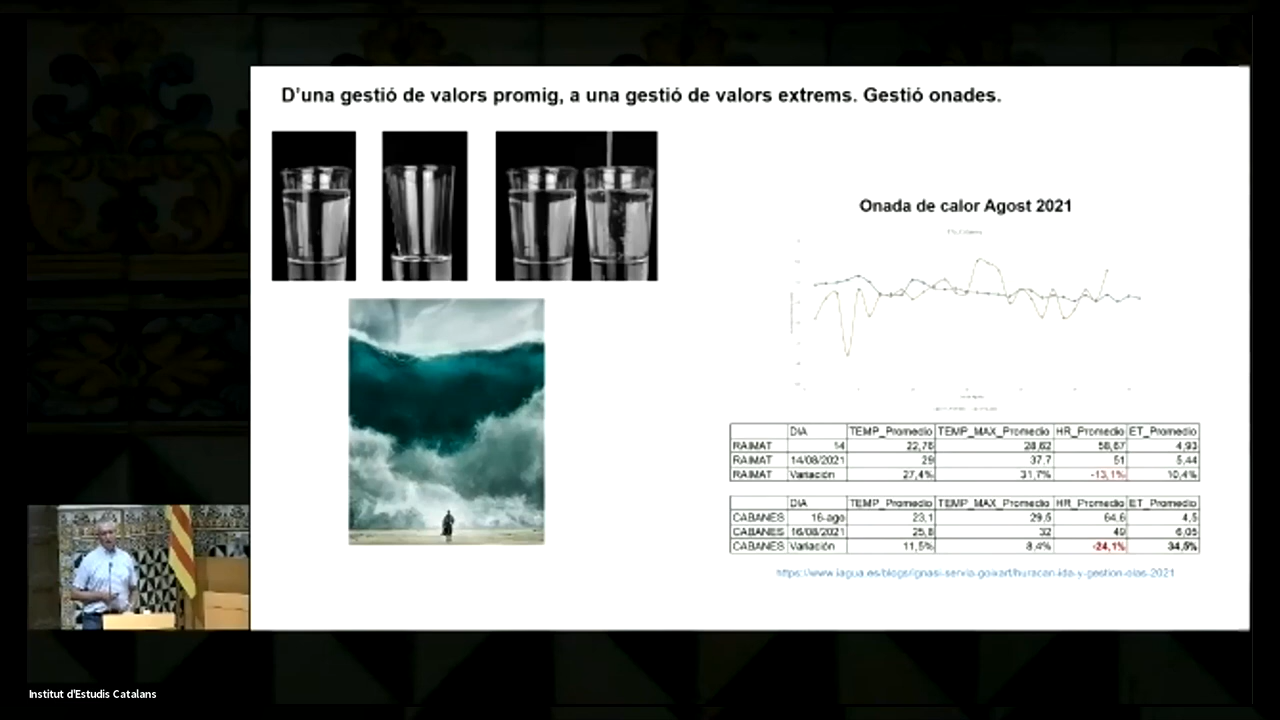 D'una gestió de valors promig, a una gestió de valors extrems. Gestió onades.
Onada de calor Agost 2021
DIA TEMP_Promedio TEMP_MAX_Promedio HR_Promedio ET_Promedio
RAIMAT 14 22,76 28,62 58,67 4,93
RAIMAT 14/08/2021 29 37,7 51 5,44
RAIMAT Variación 27,4% 31,7% -13,1% 10,4%
DIA TEMP_Promedio TEMP_MAX_Promedio HR_Promedio ET_Promedio
CABANES 16-ago 23,1 29,5 64,6 4,5
CABANES 16/08/2021 25,8 32 49 6,05
CABANES Variación 11,5% 8,4% -24,1% 34,5%
https://www.iagua.es/blogs/ignasi-servia-goixart/huracan-ida-y-gestion-olas-2021
Institut d'Estudis Catalans